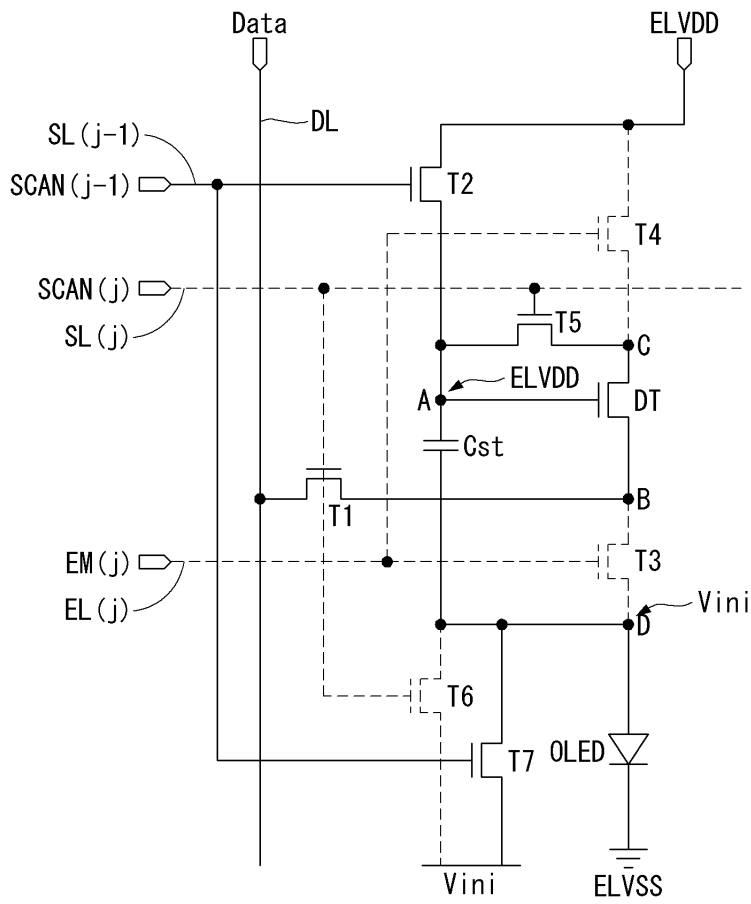 Data
ELVDD
DL
SL(j-1)
SCAN(j-1)
T2
T4
SCAN(j)
SL(j)
T5
C
ELVDD
A
DT
Cst
T1
B
EM(j)
T3
EL(j)
Vini
D
T6
OLED
T7
Vini
ELVSS